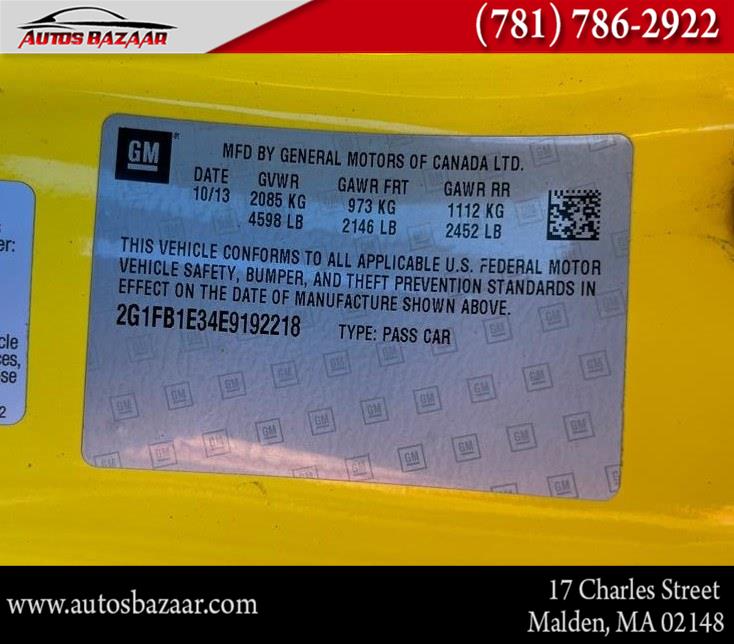 AUTOS BAZAAR
(781) 786-2922
GM
MFD BY GENERAL MOTORS OF CANADA LTD.
DATE GVWR GAWR FRT GAWR RR
10/13 2085 KG 973 KG 1112 KG
4598 LB 2146 LB 2452 LB
THIS VEHICLE CONFORMS TO ALL APPLICABLE U.S. FEDERAL MOTOR
VEHICLE SAFETY, BUMPER, AND THEFT PREVENTION STANDARDS IN
EFFECT ON THE DATE OF MANUFACTURE SHOWN ABOVE.
2G1FB1E34E9192218 TYPE: PASS CAR
www.autosbazaar.com
17 Charles Street
Malden, MA 02148